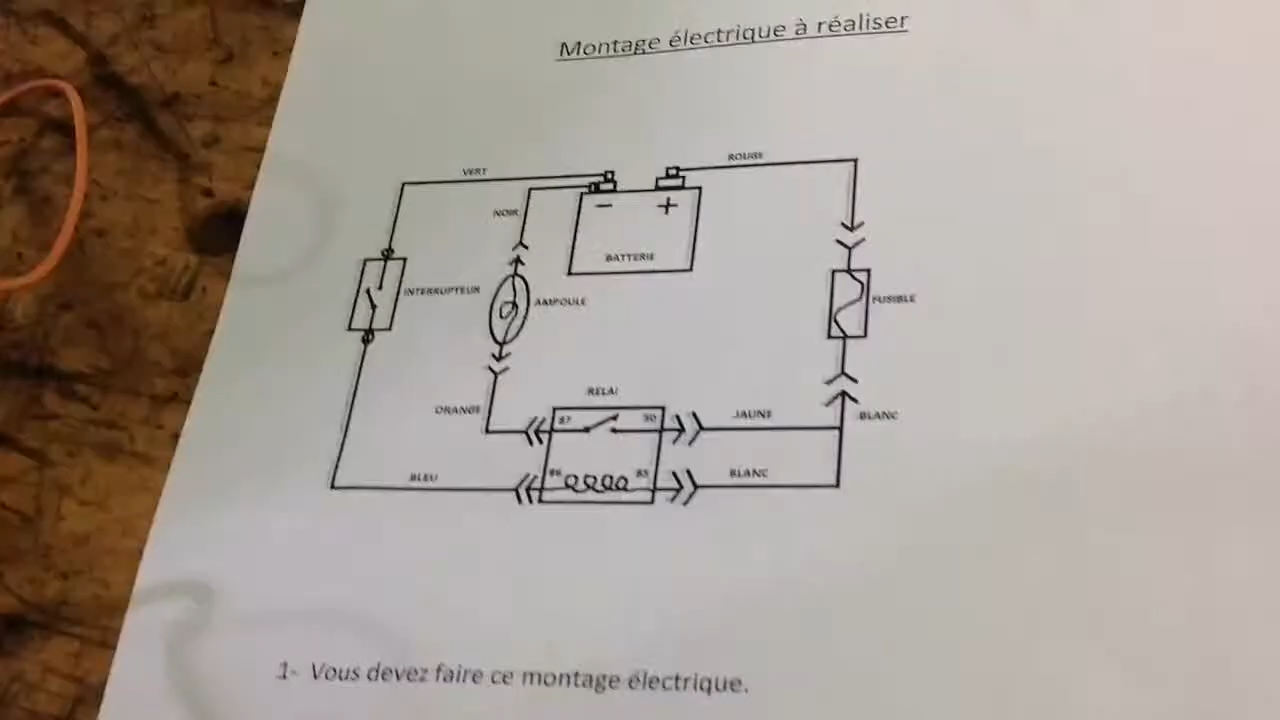 Montage électrique à réaliser
VERT
ROUGE
NOIR
BATTERIE
INTERRUPTEUR
AMPOULE
FUSIBLE
RELAI
ORANGE
87
30
JAUNE
BLANC
BLEU
86
85
BLANC
1- Vous devez faire ce montage électrique.